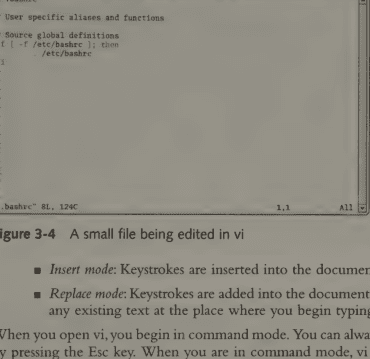 User specific aliases and functions
Source global definitions
f [ -f /etc/bashrc ]; then
. /etc/bashrc
.bashrc" 8L, 124C 1,1 All
igure 3-4 A small file being edited in vi
■ Insert mode: Keystrokes are inserted into the documen
■ Replace mode: Keystrokes are added into the document
any existing text at the place where you begin typing
When you open vi, you begin in command mode. You can alwa
y pressing the Esc key. When you are in command mode, vi